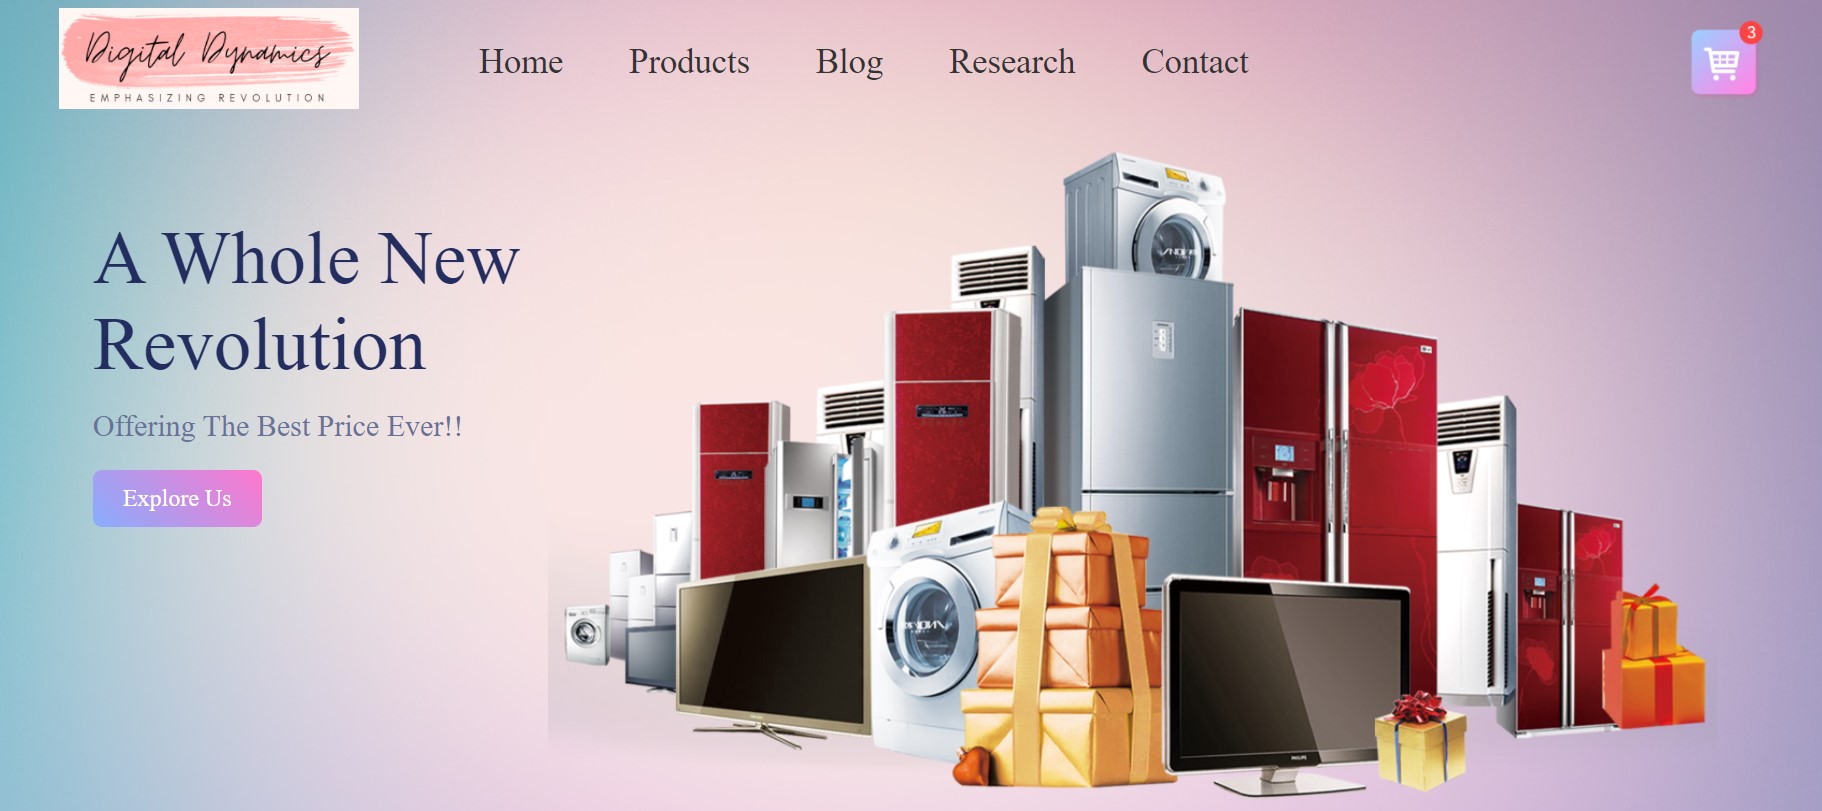 Digital Dynamics
EMPHASIZING REVOLUTION
Home Products Blog Research Contact
3
A Whole New
Revolution
Offering The Best Price Ever!!
Explore Us
PHILIPS